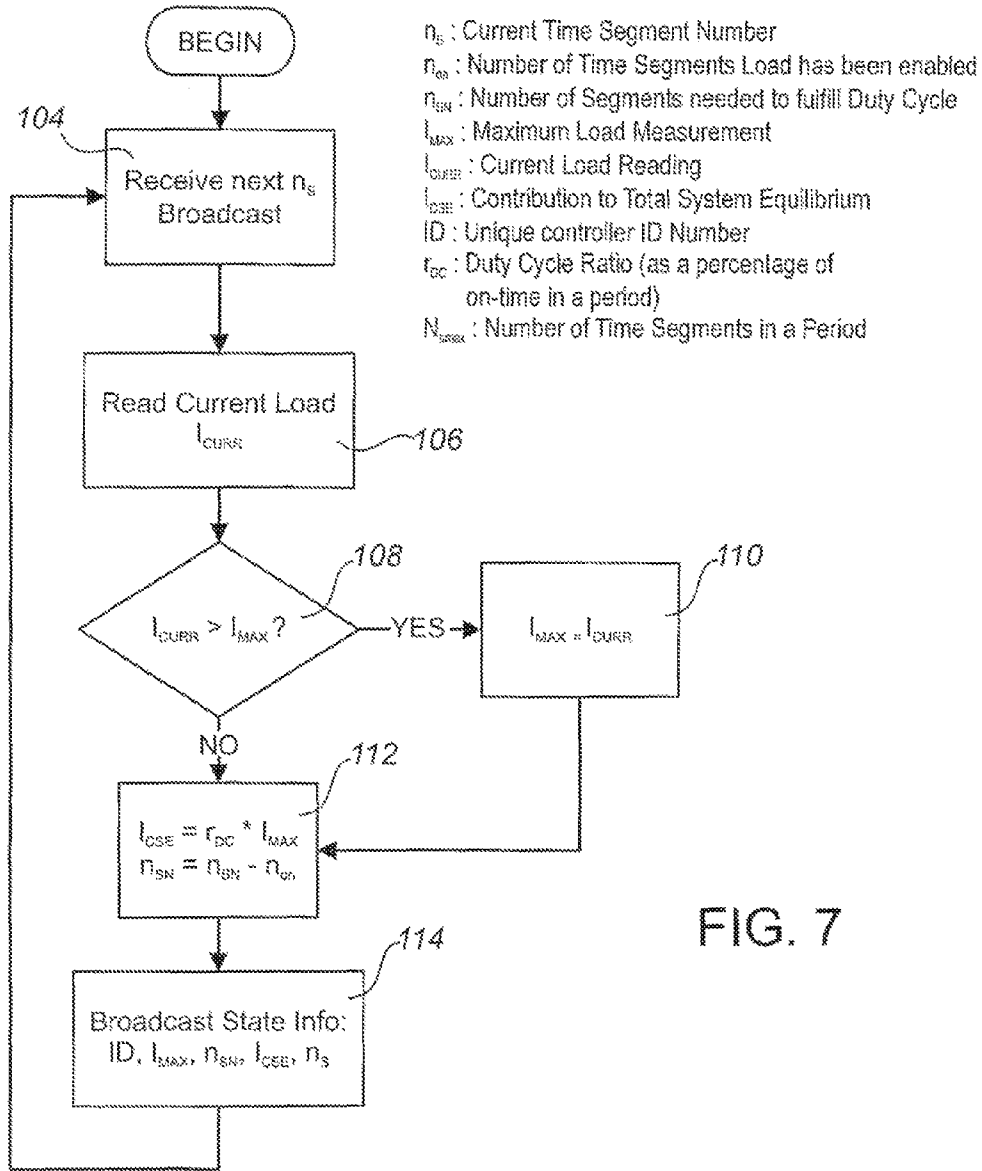 BEGIN
n_s : Current Time Segment Number
n_en : Number of Time Segments Load has been enabled
n_SN : Number of Segments needed to fulfill Duty Cycle
I_MAX : Maximum Load Measurement
I_CURR : Current Load Reading
I_CSE : Contribution to Total System Equilibrium
ID : Unique controller ID Number
r_DC : Duty Cycle Ratio (as a percentage of
on-time in a period)
N_smax : Number of Time Segments in a Period
104
Receive next n_s
Broadcast
Read Current Load
I_CURR
106
108
I_CURR > I_MAX ?
YES
110
I_MAX = I_CURR
NO
112
I_CSE = r_DC * I_MAX
n_SN = n_SN - n_en
114
Broadcast State Info:
ID, I_MAX, n_SN, I_CSE, n_S
FIG. 7